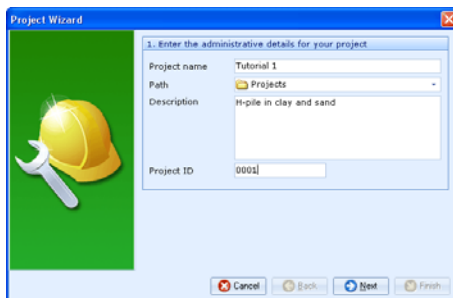 Project Wizard
1. Enter the administrative details for your project
Project name Tutorial 1
Path Projects
Description H-pile in clay and sand
Project ID 0001
Cancel Back Next Finish